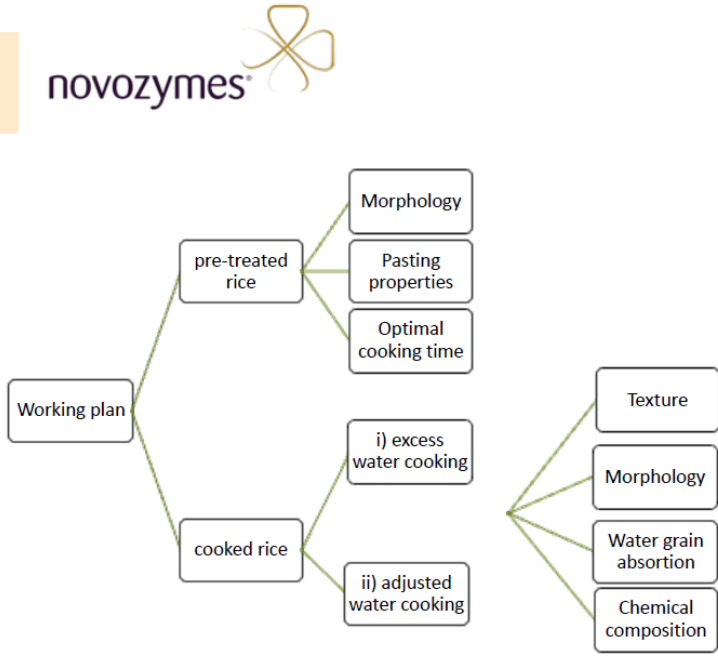 novozymes®
Morphology
pre-treated
rice
Pasting
properties
Optimal
cooking time
Working plan
i) excess
water cooking
cooked rice
ii) adjusted
water cooking
Texture
Morphology
Water grain
absortion
Chemical
composition